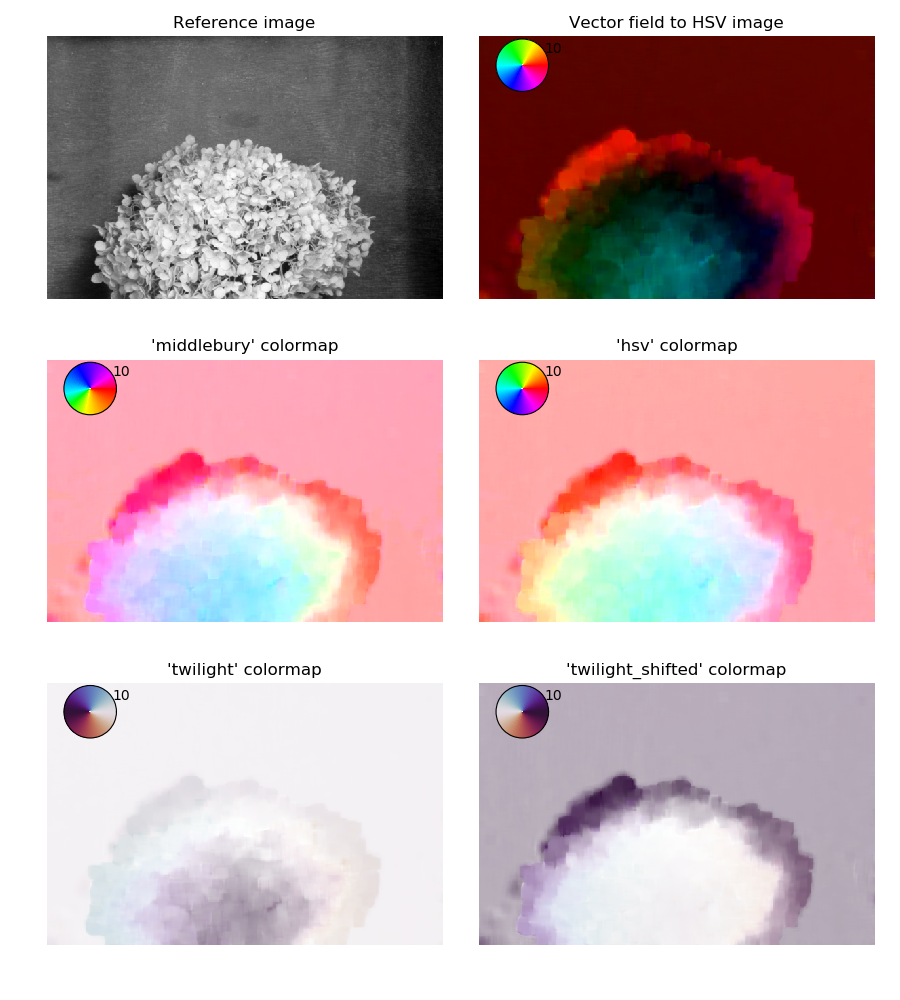 Reference image
Vector field to HSV image
10
'middlebury' colormap
'hsv' colormap
10
10
'twilight' colormap
'twilight_shifted' colormap
10
10